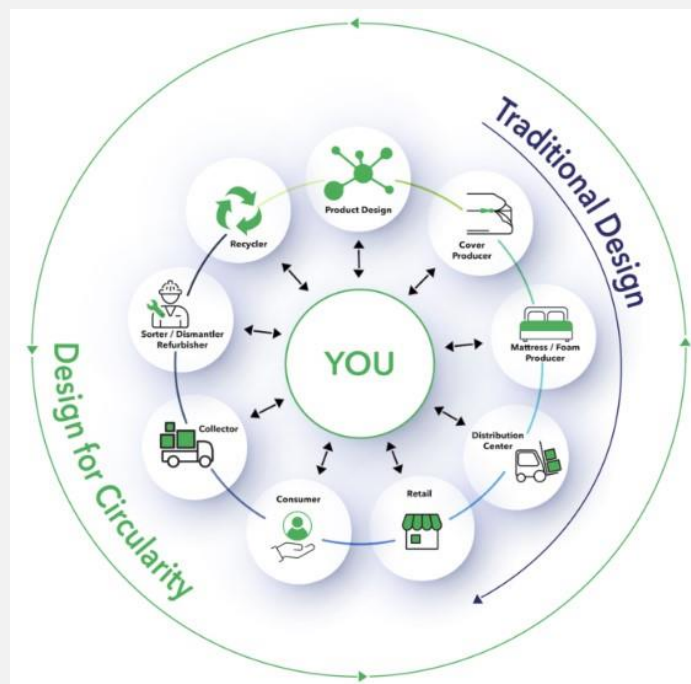 Traditional Design
Product Design
Cover
Producer
Mattress / Foam
Producer
Distribution
Center
Retail
Consumer
Collector
Sorter / Dismantler
Refurbisher
Recycler
YOU
Design for Circularity